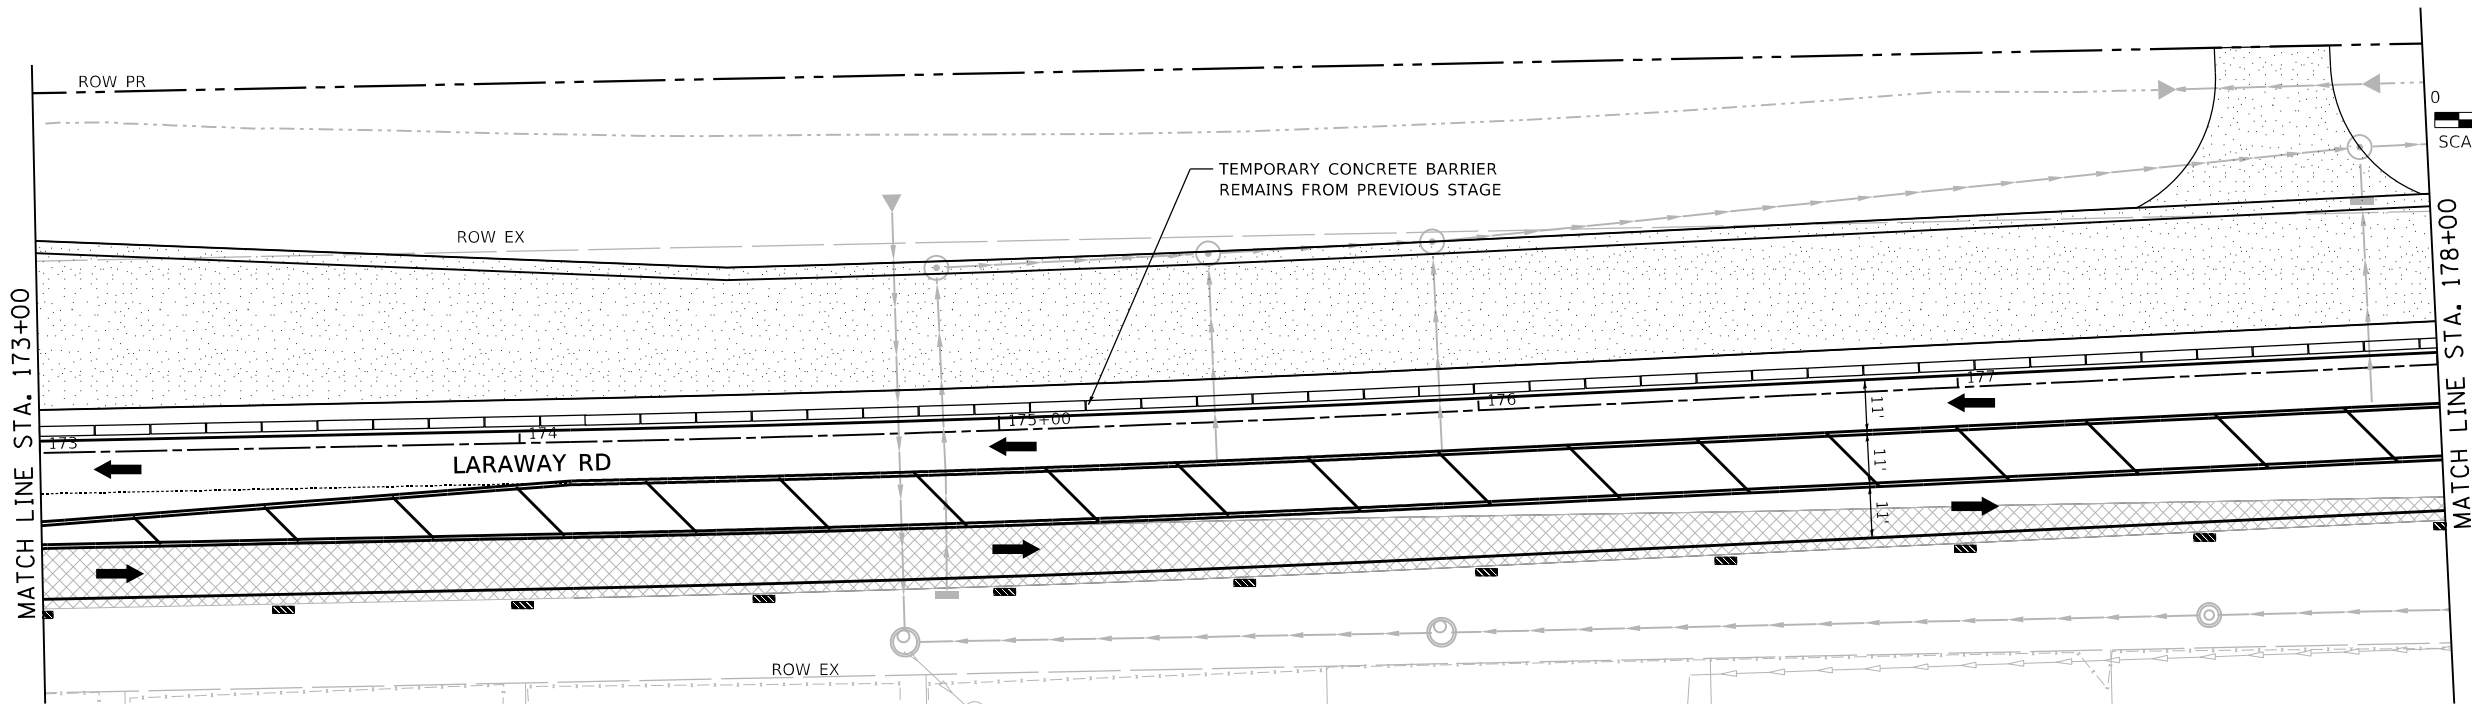 ROW PR
0
SCA
TEMPORARY CONCRETE BARRIER
REMAINS FROM PREVIOUS STAGE
ROW EX
MATCH LINE STA. 173+00
MATCH LINE STA. 178+00
173
174
175+00
176
177
11'
11'
11'
LARAWAY RD
ROW EX